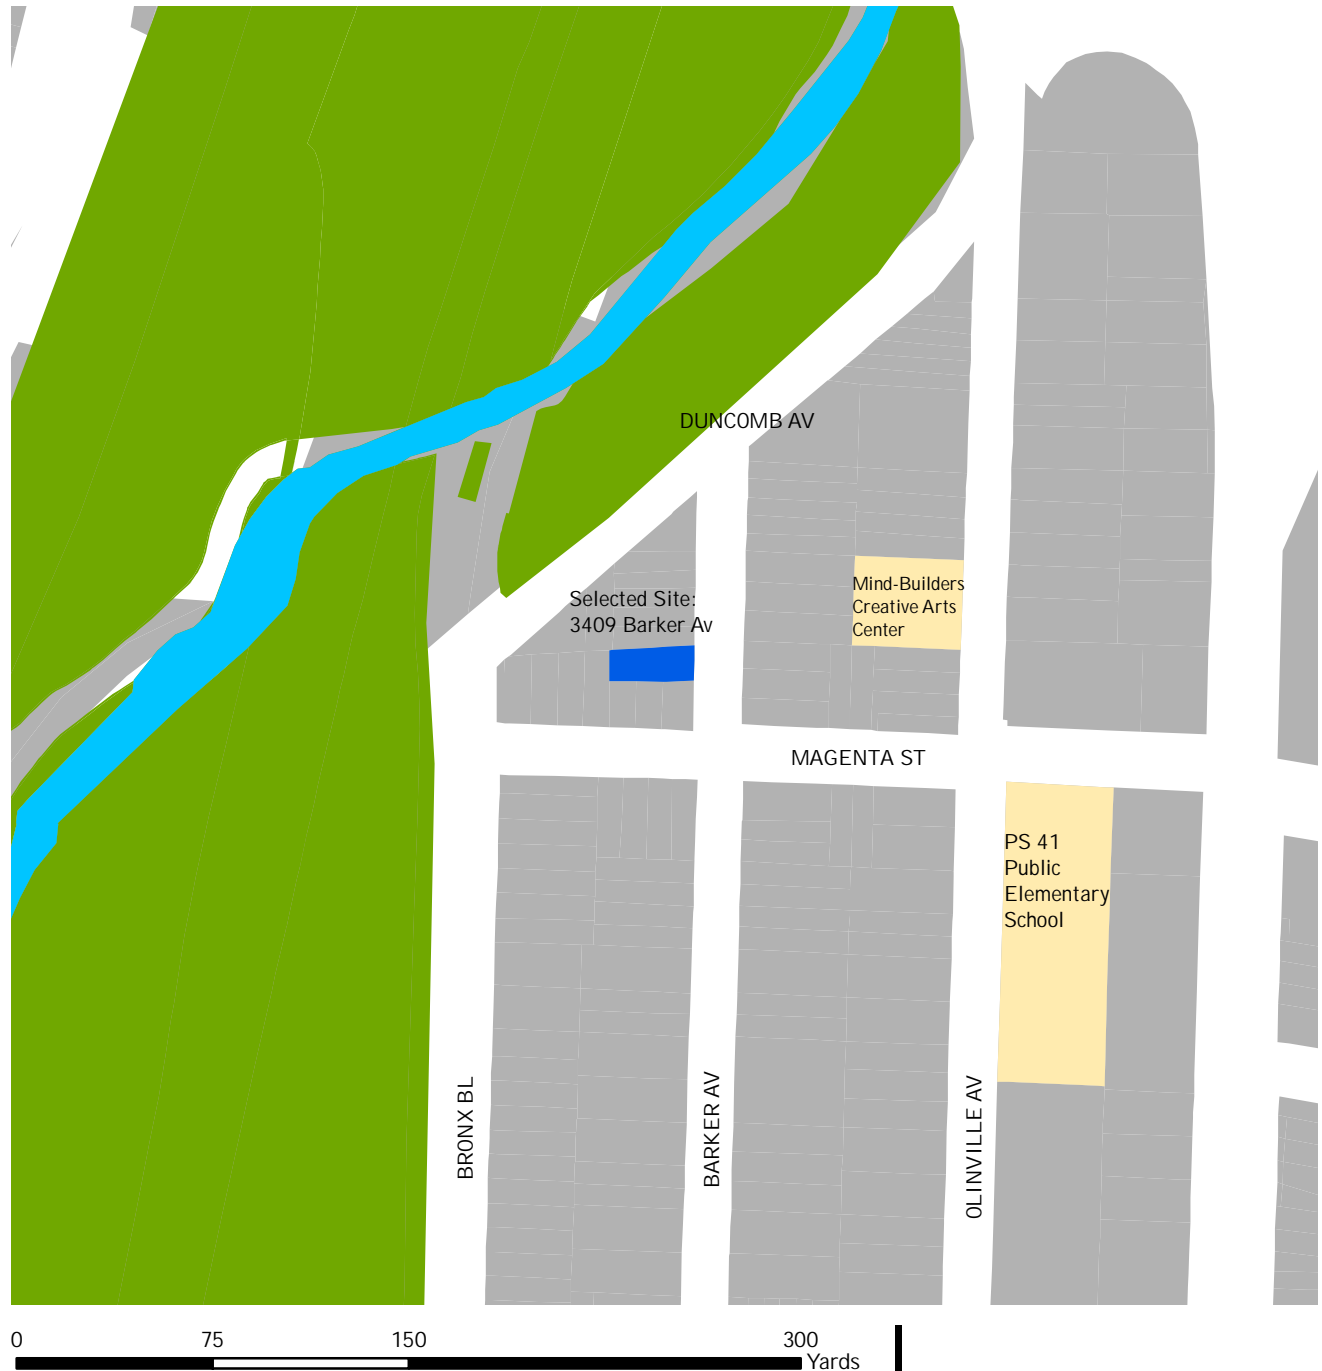 DUNCOMB AV
Mind-Builders
Creative Arts
Center
Selected Site:
3409 Barker Av
MAGENTA ST
PS 41
Public
Elementary
School
BRONX BL
BARKER AV
OLINVILLE AV
0 75 150 300
Yards